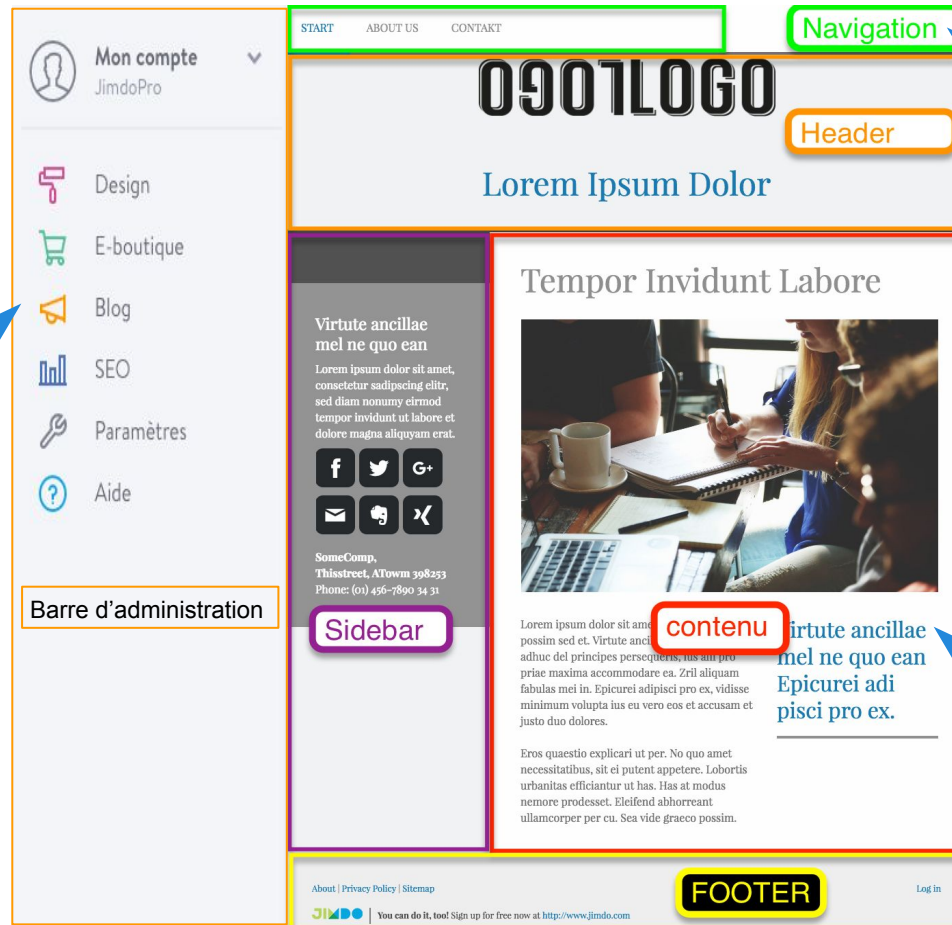 Mon compte
JimdoPro
Design
E-boutique
Blog
SEO
Paramètres
Aide
Barre d'administration
START ABOUT US CONTAKT
Navigation
LOGO
Header
Lorem Ipsum Dolor
Virtute ancillae
mel ne quo ean
Lorem ipsum dolor sit amet,
consetetur sadipscing elitr,
sed diam nonumy eirmod
tempor invidunt ut labore et
dolore magna aliquyam erat.
SomeComp,
Thisstreet, ATowm 398253
Phone: (01) 456-7890 34 31
Sidebar
Tempor Invidunt Labore
contenu
Lorem ipsum dolor sit
possim sed et. Virtute
adhuc del principes
priae maxima accommodare ea. Zril aliquam
fabulas mei in. Epicurei adipisci pro ex, vidisse
minimum volupta ius eu vero eos et accusam et
justo duo dolores.
Eros quaestio explicari ut per. No quo amet
necessitatibus, sit ei putent appetere. Lobortis
urbanitas efficiantur ut has. Has at modus
nemore prodesset. Eleifend abhorreant
ullamcorper per cu. Sea vide graeco possim.
ancillae
mel ne quo ean
Epicurei adi
pisci pro ex.
About | Privacy Policy | Sitemap
FOOTER
Log in
JIMDO | You can do it, too! Sign up for free now at http://www.jimdo.com